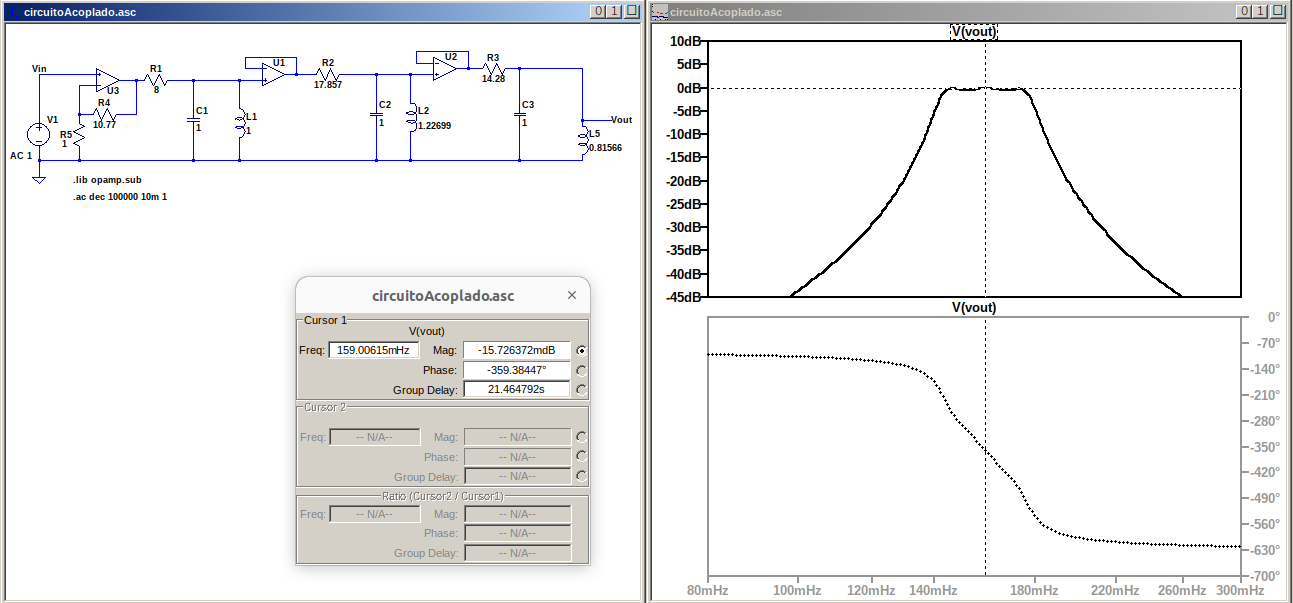 circuitoAcoplado.asc
Vin
U3
R1
8
R4
10.77
R5
1
V1
AC 1
C1
1
L1
1
U1
R2
17.857
C2
1
L2
1.22699
U2
R3
14.28
C3
1
Vout
L5
0.81566
.lib opamp.sub
.ac dec 100000 10m 1
circuitoAcoplado.asc
Cursor 1
V(vout)
Freq: 159.00615mHz Mag: -15.726372mdB
Phase: -359.38447°
Group Delay: 21.464792s
Cursor 2
Freq: -- N/A-- Mag: -- N/A--
Phase: -- N/A--
Group Delay: -- N/A--
Ratio (Cursor2 / Cursor1)
Freq: -- N/A-- Mag: -- N/A--
Phase: -- N/A--
Group Delay: -- N/A--
circuitoAcoplado.asc
V(vout)
10dB
5dB
0dB
-5dB
-10dB
-15dB
-20dB
-25dB
-30dB
-35dB
-40dB
-45dB
V(vout)
0°
-70°
-140°
-210°
-280°
-350°
-420°
-490°
-560°
-630°
-700°
80mHz 100mHz 120mHz 140mHz 180mHz 220mHz 260mHz 300mHz